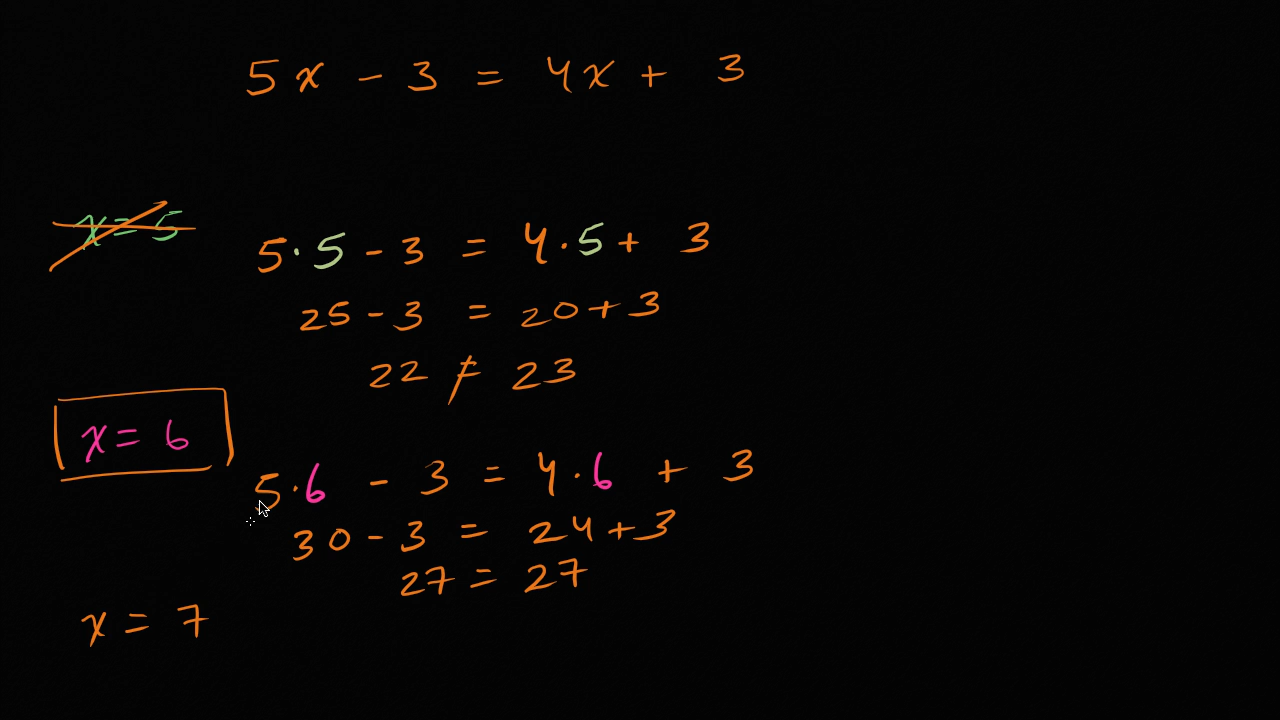 5x - 3 = 4x + 3
x = 5
5·5 - 3 = 4·5 + 3
25 - 3 = 20 + 3
22 ≠ 23
x = 6
5·6 - 3 = 4·6 + 3
30 - 3 = 24 + 3
27 = 27
x = 7